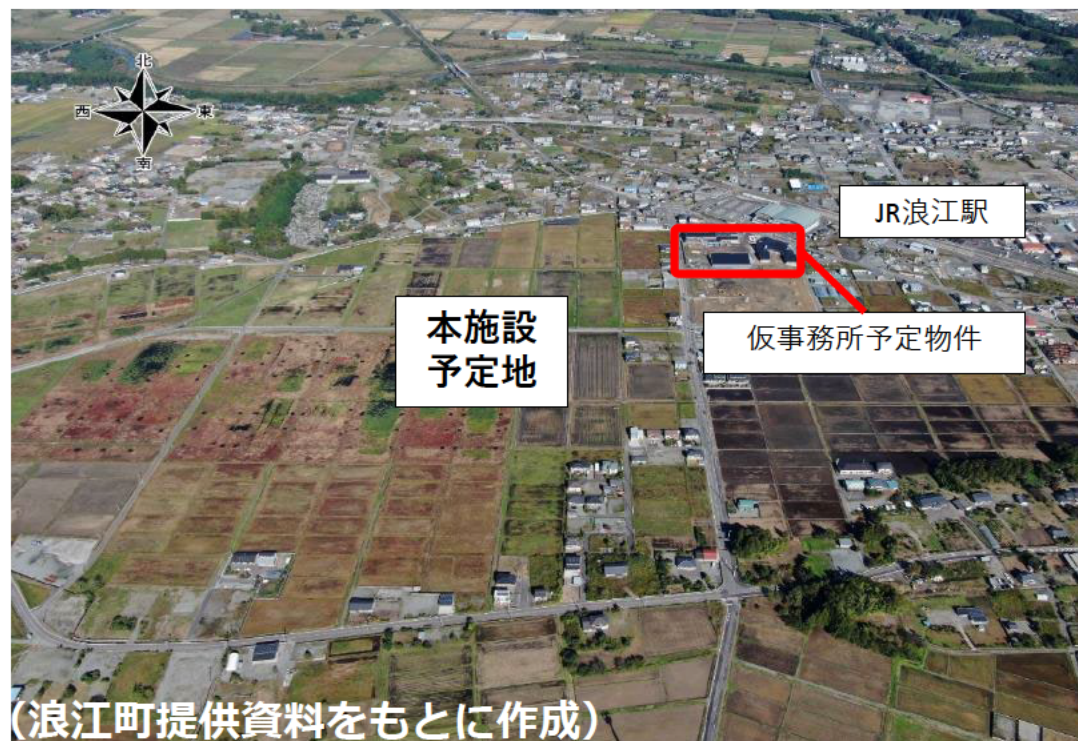 北
西
東
南
JR浪江駅
本施設
予定地
仮事務所予定物件
（浪江町提供資料をもとに作成）